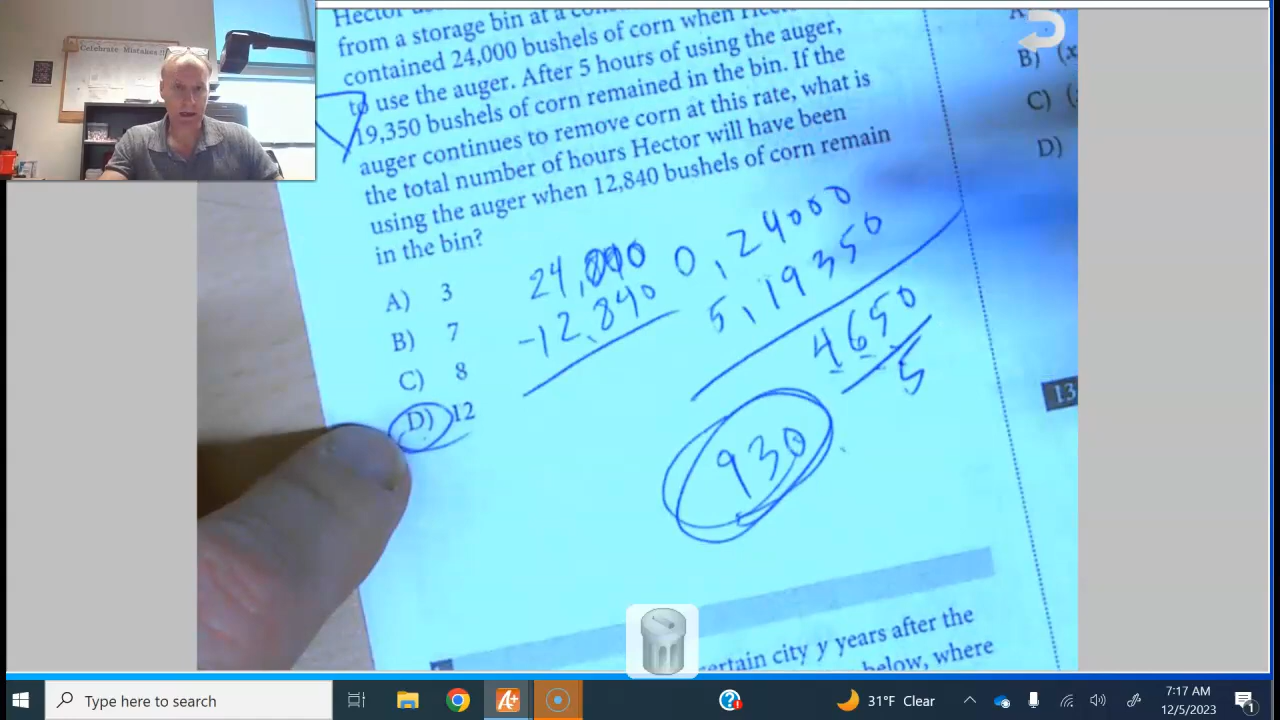 Celebrate Mistakes!!
Hector
from a storage bin at a
contained 24,000 bushels of corn when
to use the auger. After 5 hours of using the auger,
19,350 bushels of corn remained in the bin. If the
auger continues to remove corn at this rate, what is
the total number of hours Hector will have been
using the auger when 12,840 bushels of corn remain
in the bin?
A) 3
B) 7
C) 8
D) 12
24,000
-12,840
0, 24000
5, 19350
4650
5
930
B) (x
C) (
D)
13
certain city y years after the
below, where
Type here to search
A+
31°F Clear
7:17 AM
12/5/2023
1